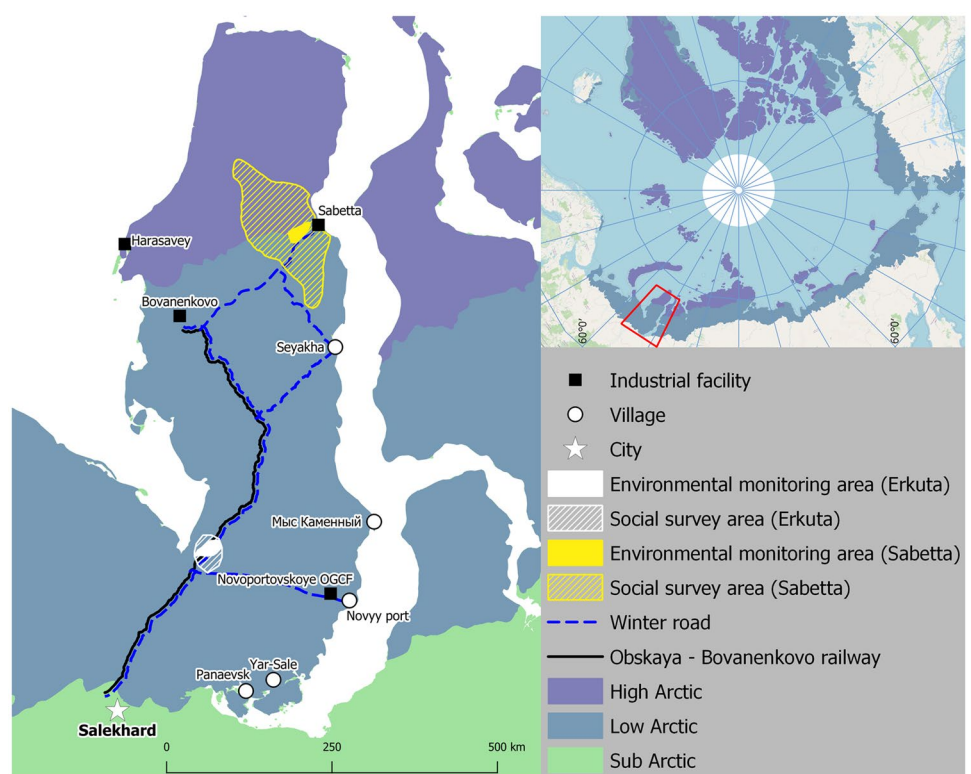 Sabetta
Harasavey
Bovanenkovo
Seyakha
Мыс Каменный
Novoportovskoye OGCF
Novyy port
Yar-Sale
Panaevsk
Salekhard
0 250 500 km
60°0'
60°0'
Industrial facility
Village
City
Environmental monitoring area (Erkuta)
Social survey area (Erkuta)
Environmental monitoring area (Sabetta)
Social survey area (Sabetta)
Winter road
Obskaya - Bovanenkovo railway
High Arctic
Low Arctic
Sub Arctic